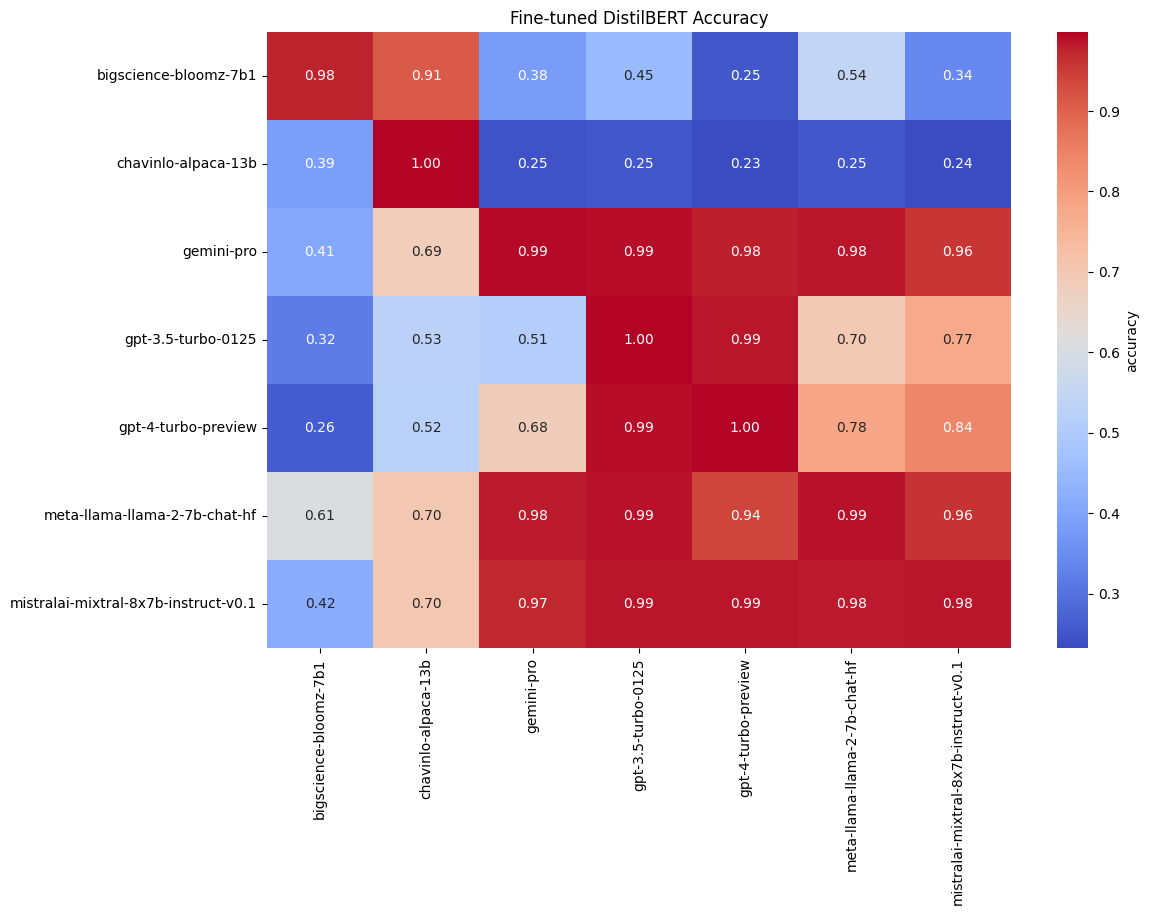 Fine-tuned DistilBERT Accuracy
bigscience-bloomz-7b1 0.98 0.91 0.38 0.45 0.25 0.54 0.34
chavinlo-alpaca-13b 0.39 1.00 0.25 0.25 0.23 0.25 0.24
gemini-pro 0.41 0.69 0.99 0.99 0.98 0.98 0.96
gpt-3.5-turbo-0125 0.32 0.53 0.51 1.00 0.99 0.70 0.77
gpt-4-turbo-preview 0.26 0.52 0.68 0.99 1.00 0.78 0.84
meta-llama-llama-2-7b-chat-hf 0.61 0.70 0.98 0.99 0.94 0.99 0.96
mistralai-mixtral-8x7b-instruct-v0.1 0.42 0.70 0.97 0.99 0.99 0.98 0.98
bigscience-bloomz-7b1
chavinlo-alpaca-13b
gemini-pro
gpt-3.5-turbo-0125
gpt-4-turbo-preview
meta-llama-llama-2-7b-chat-hf
mistralai-mixtral-8x7b-instruct-v0.1
0.9
0.8
0.7
0.6
0.5
0.4
0.3
accuracy